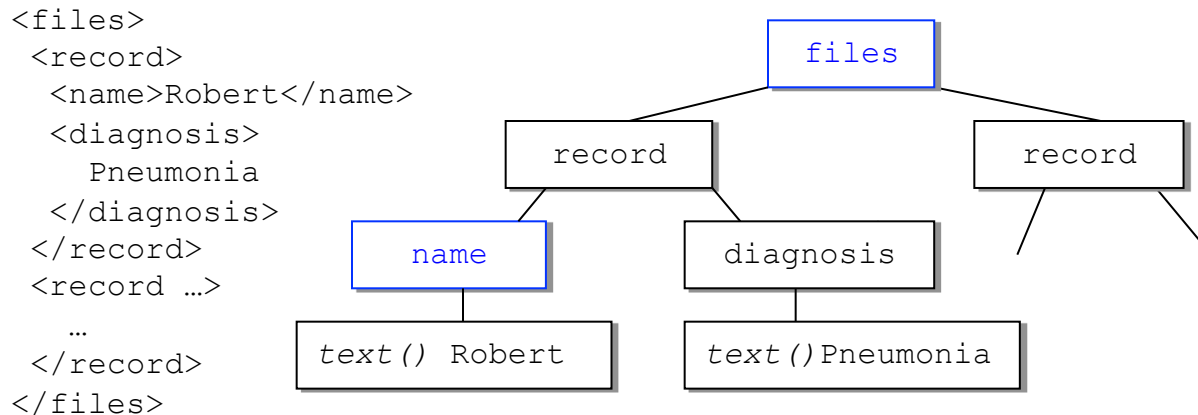 <files>
<record>
<name>Robert</name>
<diagnosis>
Pneumonia
</diagnosis>
</record>
<record …>
…
</record>
</files>
files
record
record
name
diagnosis
text() Robert
text()Pneumonia